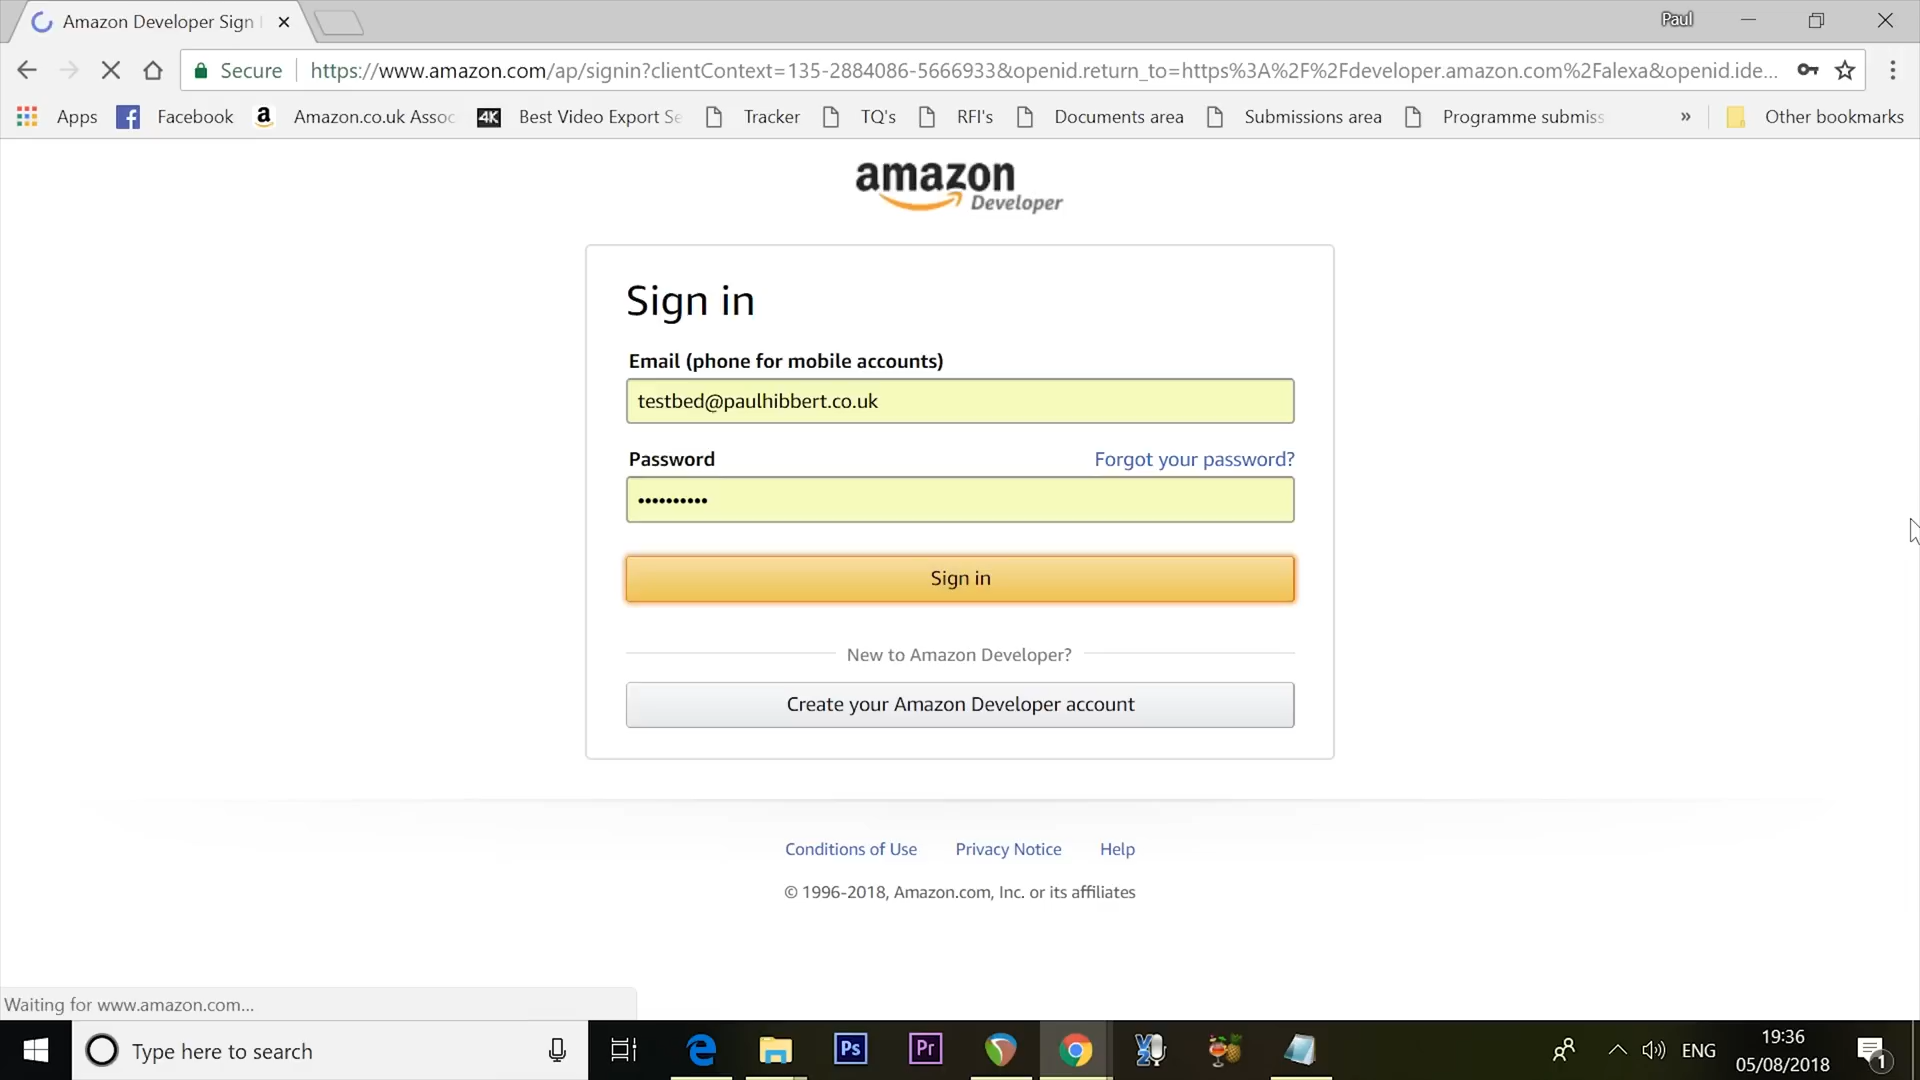 Amazon Developer Sign
Paul
Secure
https://www.amazon.com/ap/signin?clientContext=135-2884086-5666933&openid.return_to=https%3A%2F%2Fdeveloper.amazon.com%2Falexa&openid.ide...
Apps
Facebook
Amazon.co.uk Assoc
4K
Best Video Export Se
Tracker
TQ's
RFI's
Documents area
Submissions area
Programme submiss
»
Other bookmarks
amazon
Developer
Sign in
Email (phone for mobile accounts)
testbed@paulhibbert.co.uk
Password
Forgot your password?
••••••••••
Sign in
New to Amazon Developer?
Create your Amazon Developer account
Conditions of Use
Privacy Notice
Help
© 1996-2018, Amazon.com, Inc. or its affiliates
Waiting for www.amazon.com...
Type here to search
Ps
Pr
ENG
19:36
05/08/2018
1